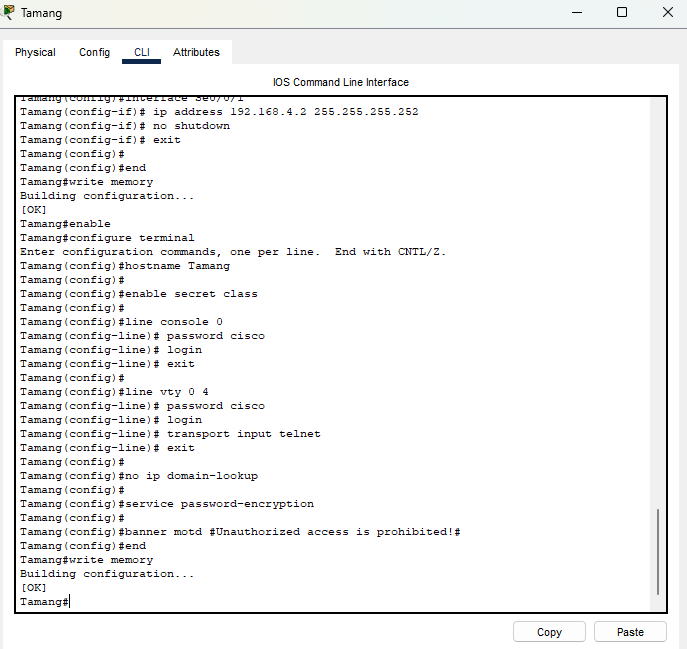 Tamang
Physical Config CLI Attributes
IOS Command Line Interface
Tamang(config)#interface Se0/0/1
Tamang(config-if)# ip address 192.168.4.2 255.255.255.252
Tamang(config-if)# no shutdown
Tamang(config-if)# exit
Tamang(config)#
Tamang(config)#end
Tamang#write memory
Building configuration...
[OK]
Tamang#enable
Tamang#configure terminal
Enter configuration commands, one per line.  End with CNTL/Z.
Tamang(config)#hostname Tamang
Tamang(config)#
Tamang(config)#enable secret class
Tamang(config)#
Tamang(config)#line console 0
Tamang(config-line)# password cisco
Tamang(config-line)# login
Tamang(config-line)# exit
Tamang(config)#
Tamang(config)#line vty 0 4
Tamang(config-line)# password cisco
Tamang(config-line)# login
Tamang(config-line)# transport input telnet
Tamang(config-line)# exit
Tamang(config)#
Tamang(config)#no ip domain-lookup
Tamang(config)#
Tamang(config)#service password-encryption
Tamang(config)#
Tamang(config)#banner motd #Unauthorized access is prohibited!#
Tamang(config)#end
Tamang#write memory
Building configuration...
[OK]
Tamang#
Copy Paste